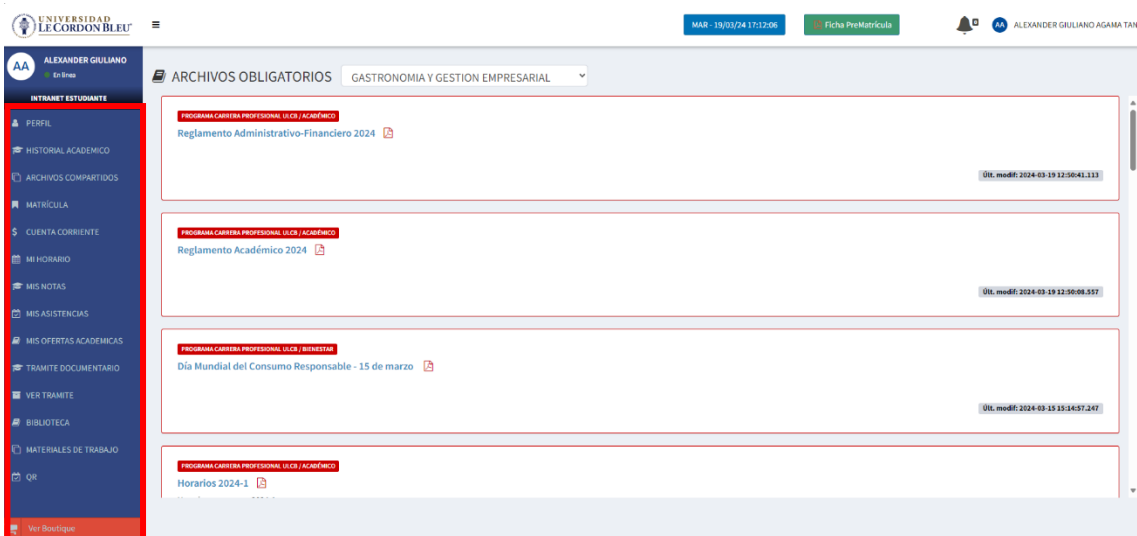 UNIVERSIDAD
LE CORDON BLEU
MAR - 19/03/24 17:12:06
Ficha PreMatrícula
0
AA
ALEXANDER GIULIANO AGAMA TAN
AA
ALEXANDER GIULIANO
En línea
INTRANET ESTUDIANTE
PERFIL
HISTORIAL ACADEMICO
ARCHIVOS COMPARTIDOS
MATRÍCULA
CUENTA CORRIENTE
MI HORARIO
MIS NOTAS
MIS ASISTENCIAS
MIS OFERTAS ACADEMICAS
TRAMITE DOCUMENTARIO
VER TRAMITE
BIBLIOTECA
MATERIALES DE TRABAJO
QR
Ver Boutique
ARCHIVOS OBLIGATORIOS
GASTRONOMIA Y GESTION EMPRESARIAL
PROGRAMA CARRERA PROFESIONAL ULCB / ACADÉMICO
Reglamento Administrativo-Financiero 2024
Últ. modif: 2024-03-19 12:50:41.113
PROGRAMA CARRERA PROFESIONAL ULCB / ACADÉMICO
Reglamento Académico 2024
Últ. modif: 2024-03-19 12:50:08.557
PROGRAMA CARRERA PROFESIONAL ULCB / BIENESTAR
Día Mundial del Consumo Responsable - 15 de marzo
Últ. modif: 2024-03-15 15:14:57.247
PROGRAMA CARRERA PROFESIONAL ULCB / ACADÉMICO
Horarios 2024-1